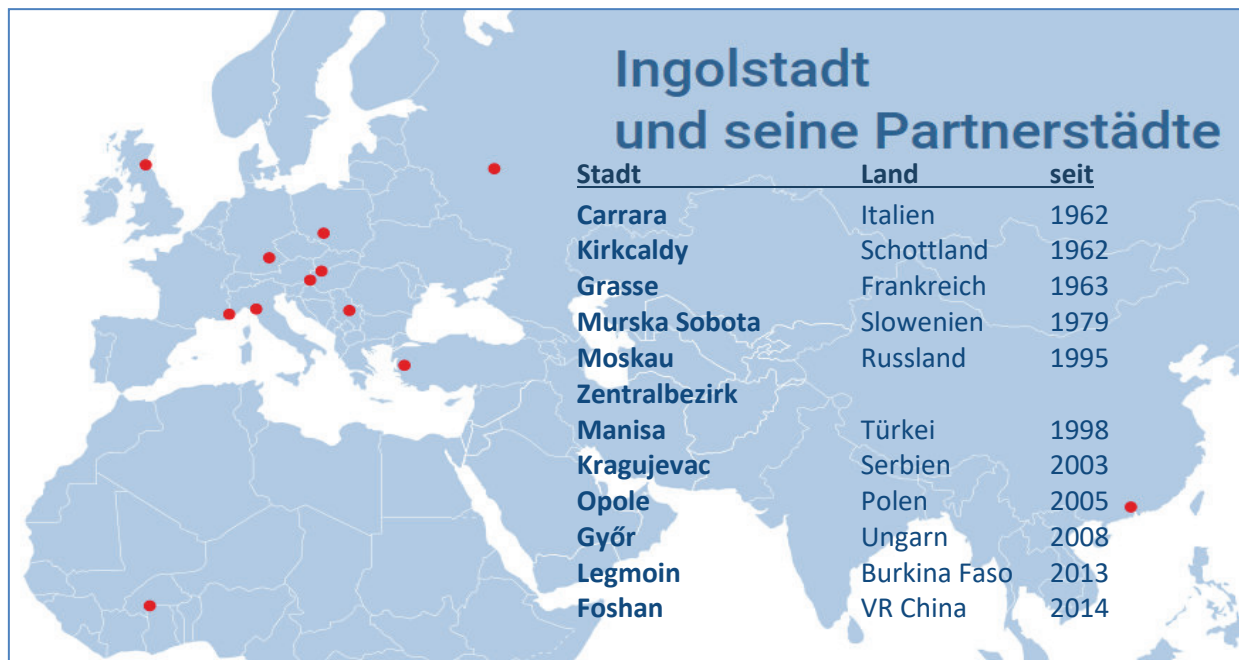 Ingolstadt
und seine Partnerstädte
Stadt Land seit
Carrara Italien 1962
Kirkcaldy Schottland 1962
Grasse Frankreich 1963
Murska Sobota Slowenien 1979
Moskau Russland 1995
Zentralbezirk
Manisa Türkei 1998
Kragujevac Serbien 2003
Opole Polen 2005
Győr Ungarn 2008
Legmoin Burkina Faso 2013
Foshan VR China 2014